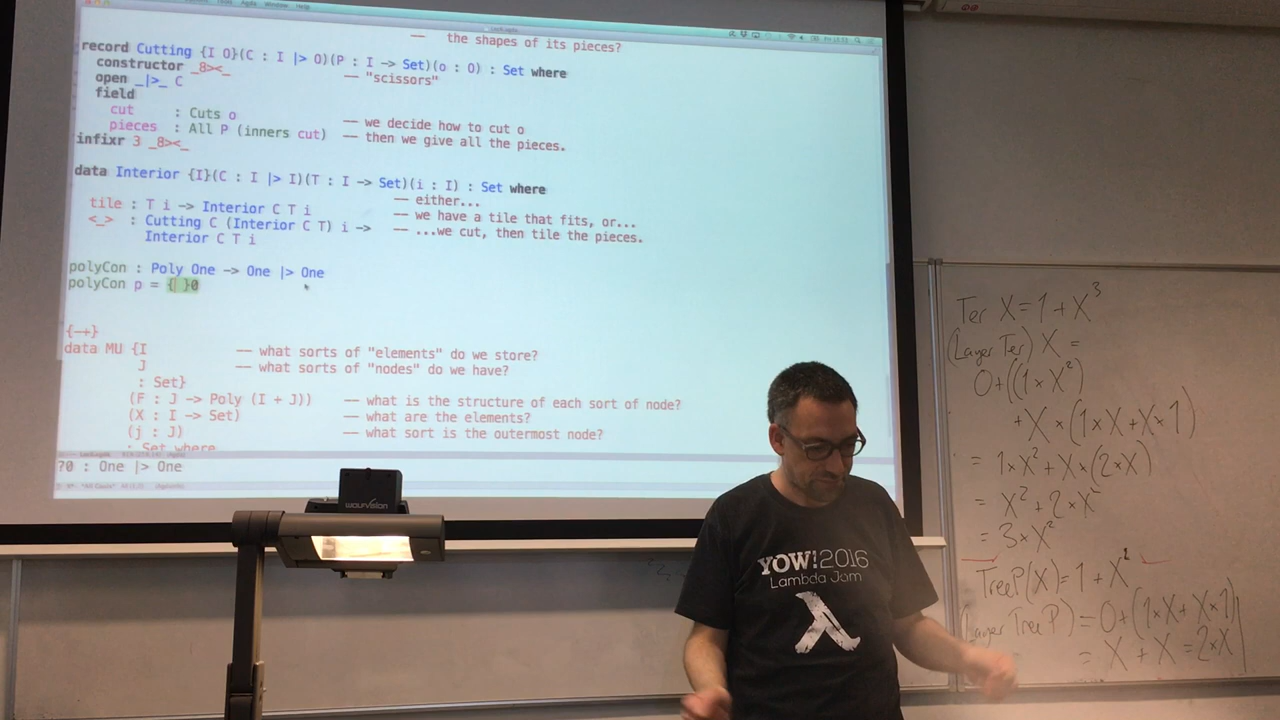 -- the shapes of its pieces?
record Cutting {I O}(C : I |> O)(P : I -> Set)(o : O) : Set where
constructor _8><_ -- "scissors"
open _|>_ C
field
cut : Cuts o -- we decide how to cut o
pieces : All P (inners cut) -- then we give all the pieces.
infixr 3 _8><_
data Interior {I}(C : I |> I)(T : I -> Set)(i : I) : Set where
-- either...
tile : T i -> Interior C T i -- we have a tile that fits, or...
<_> : Cutting C (Interior C T) i -> -- ...we cut, then tile the pieces.
Interior C T i
polyCon : Poly One -> One |> One
polyCon p = { }0
{-+}
data MU {I -- what sorts of "elements" do we store?
J -- what sorts of "nodes" do we have?
: Set}
(F : J -> Poly (I + J)) -- what is the structure of each sort of node?
(X : I -> Set) -- what are the elements?
(j : J) -- what sort is the outermost node?
: Set where
?0 : One |> One
WolfVision
YOW! 2016
Lambda Jam
λ
Ter X = 1 + X³
(Layer Ter) X =
0 + ((1 × X²)
+ X × (1 × X + X × 1)
= 1 × X² + X × (2 × X)
= X² + 2 × X²
= 3 × X²
TreeP(X) = 1 + X²
(Layer TreeP) = 0 + (1 × X + X × 1)
= X + X = 2 × X